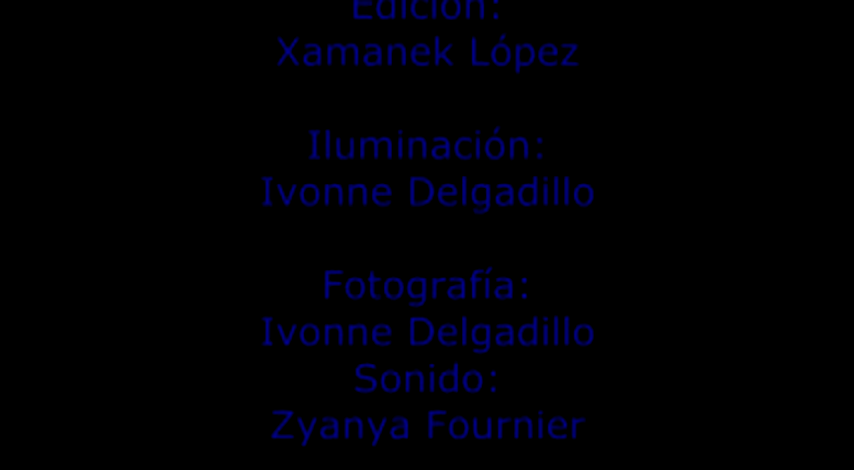 Edición:
Xamanek López
Iluminación:
Ivonne Delgadillo
Fotografía:
Ivonne Delgadillo
Sonido:
Zyanya Fournier